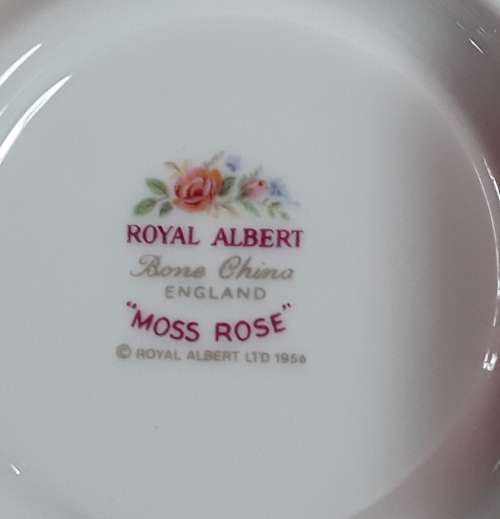 ROYAL ALBERT
Bone China
ENGLAND
"MOSS ROSE"
© ROYAL ALBERT LTD 1956